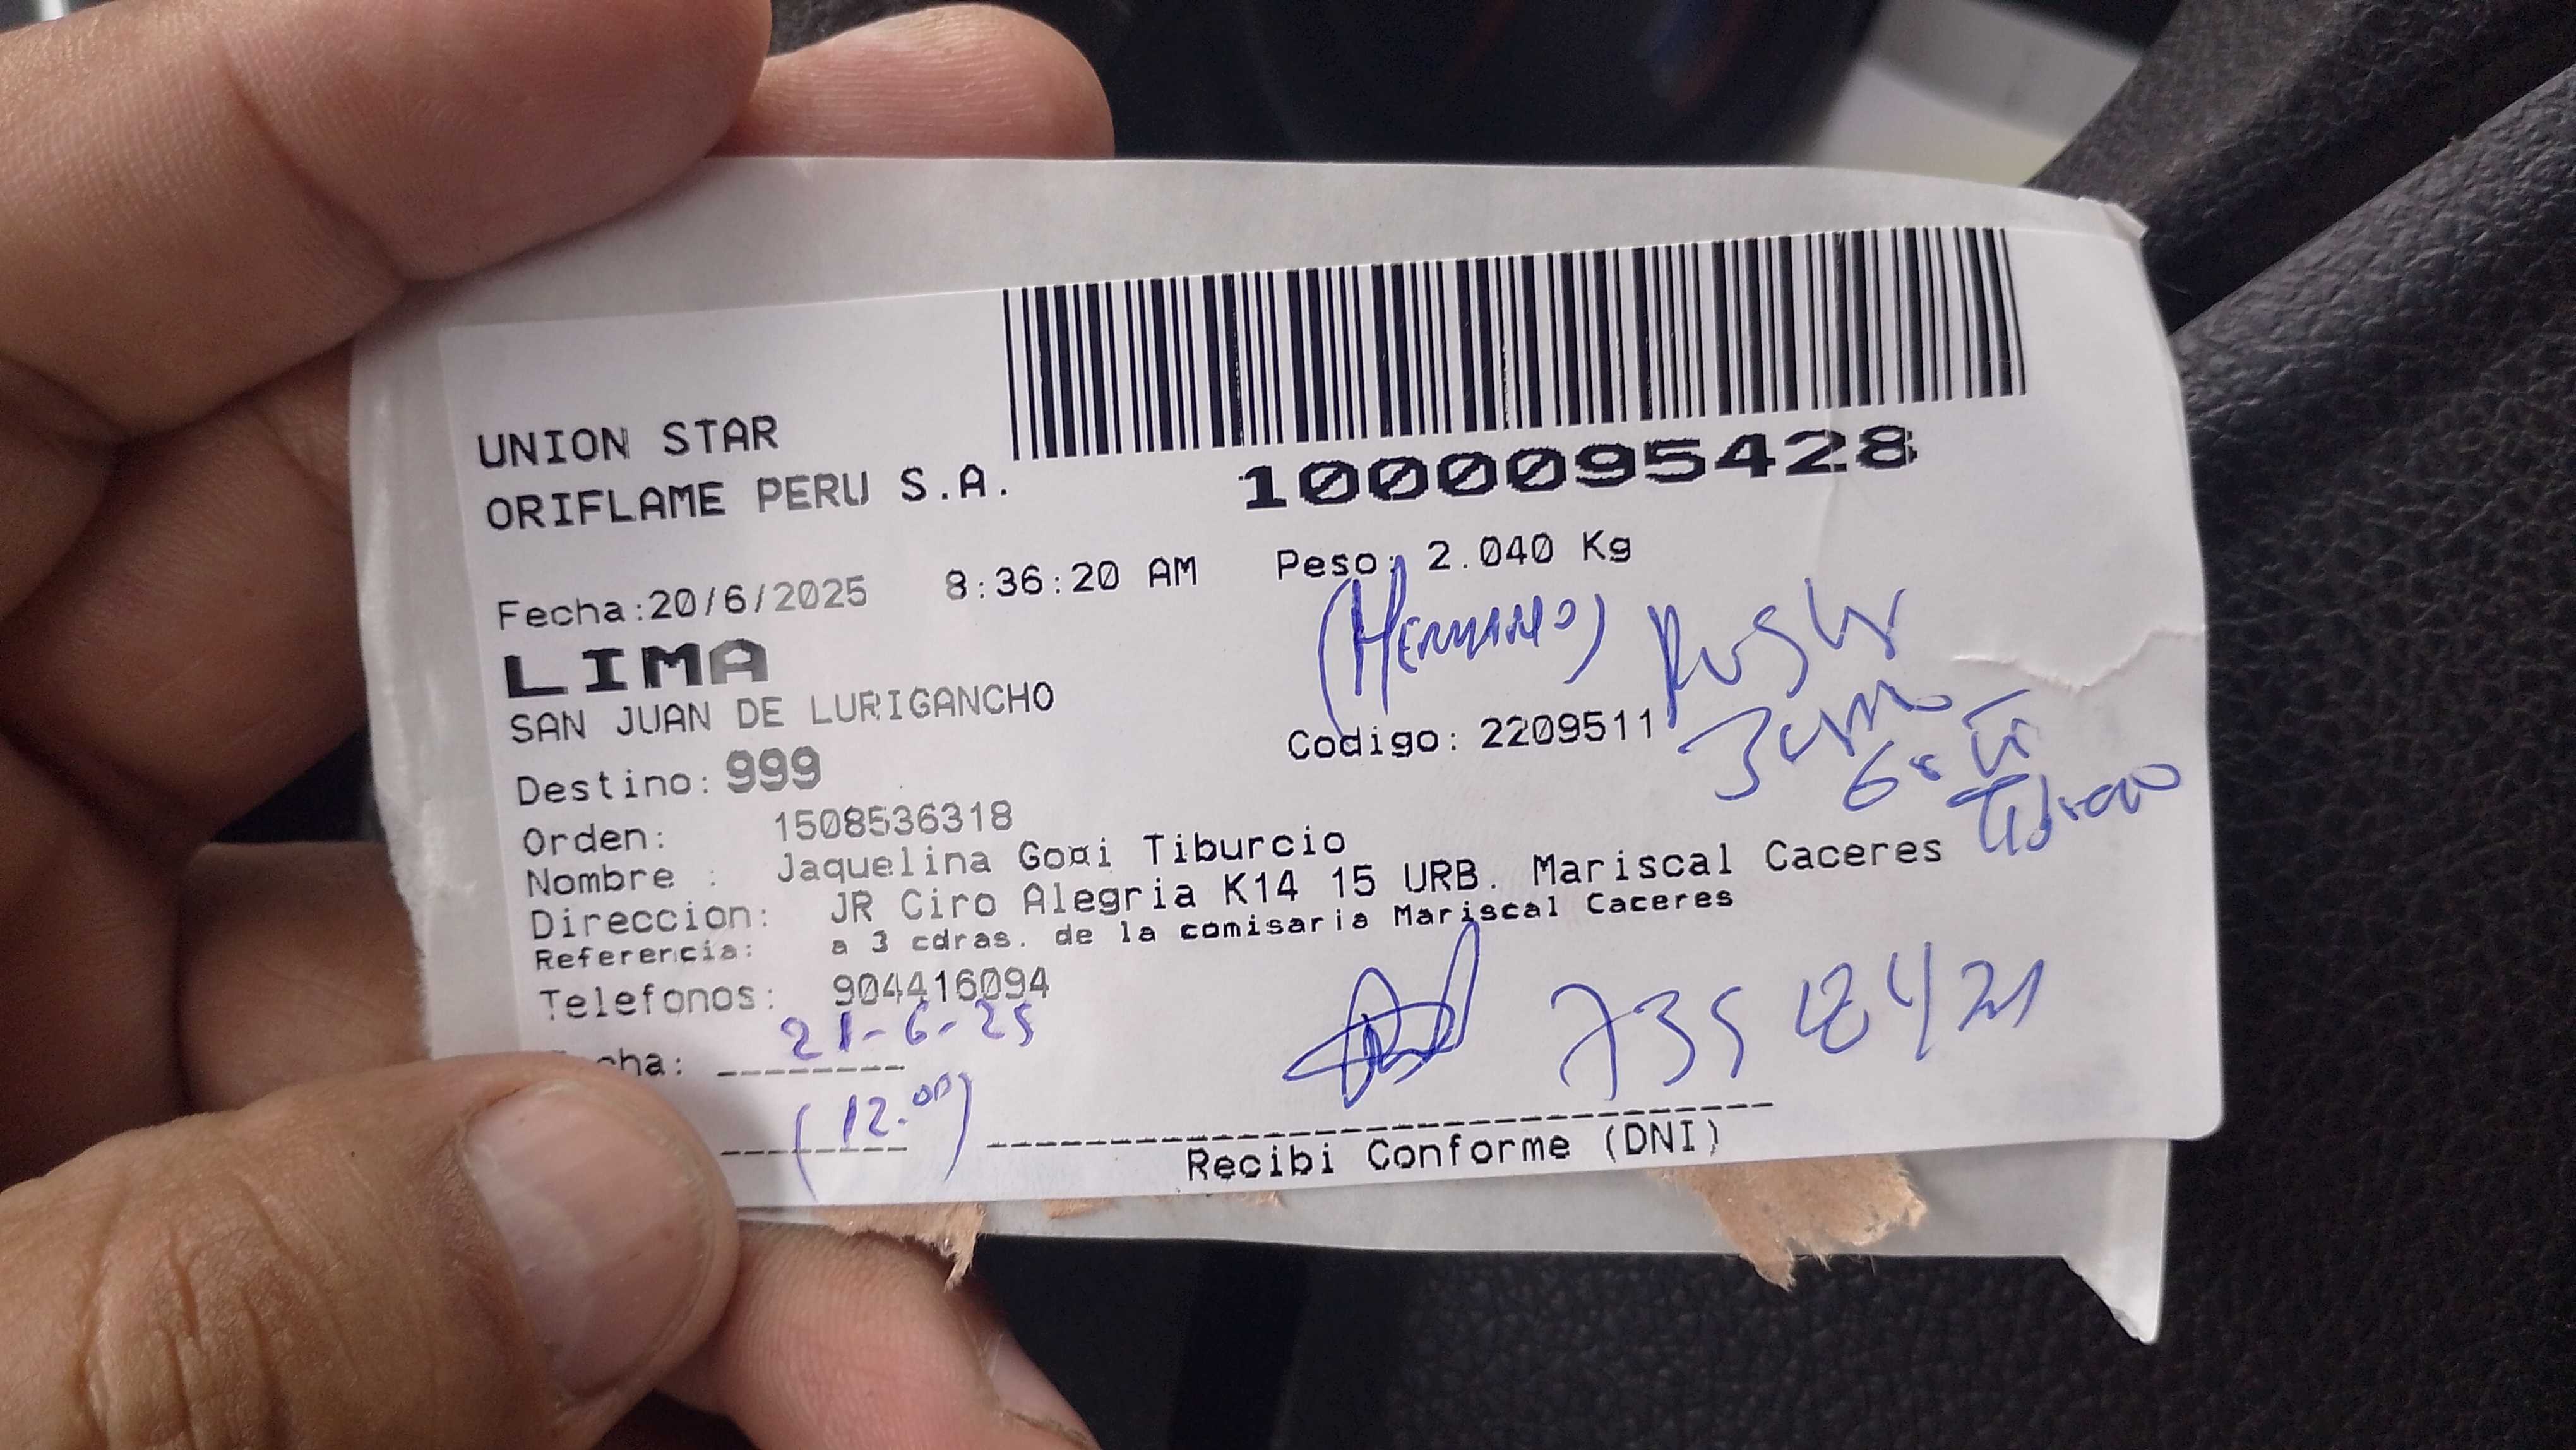 UNION STAR
ORIFLAME PERU S.A.
1000095428
Fecha:20/6/2025 8:36:20 AM Peso: 2.040 Kg
LIMA
(HERMANO)
SAN JUAN DE LURIGANCHO
Codigo: 2209511
Destino: 999
Orden: 1508536318
Nombre : Jaquelina Go¤i Tiburcio
Direccion: JR Ciro Alegria K14 15 URB. Mariscal Caceres
Referencia: a 3 cdras. de la comisaria Mariscal Caceres
Telefonos: 904416094
cha: 21-6-25
(12.00)
Recibi Conforme (DNI)